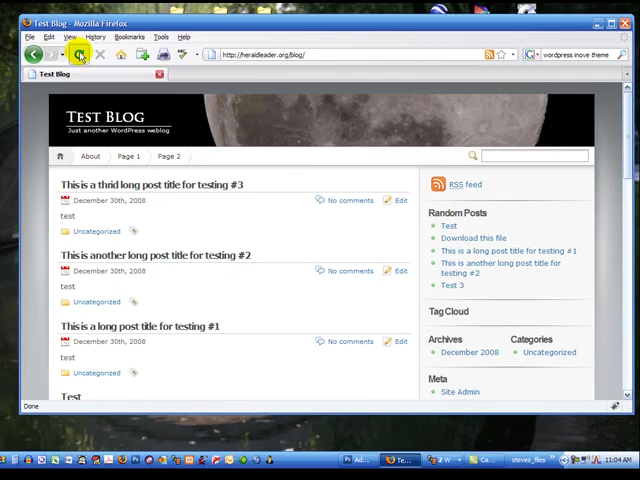 Test Blog - Mozilla Firefox
File Edit View History Bookmarks Tools Help
http://heraldleader.org/blog/
wordpress inove theme
Test Blog
TEST BLOG
Just another WordPress weblog
About Page 1 Page 2
This is a thrid long post title for testing #3
December 30th, 2008 No comments Edit
test
Uncategorized
This is another long post title for testing #2
December 30th, 2008 No comments Edit
test
Uncategorized
This is a long post title for testing #1
December 30th, 2008 No comments Edit
test
Uncategorized
Test
RSS feed
Random Posts
Test
Download this file
This is a long post title for testing #1
This is another long post title for
testing #2
Test 3
Tag Cloud
Archives Categories
December 2008 Uncategorized
Meta
Site Admin
Done
Ad... Te... 2 W Ca... steves_files 11:04 AM